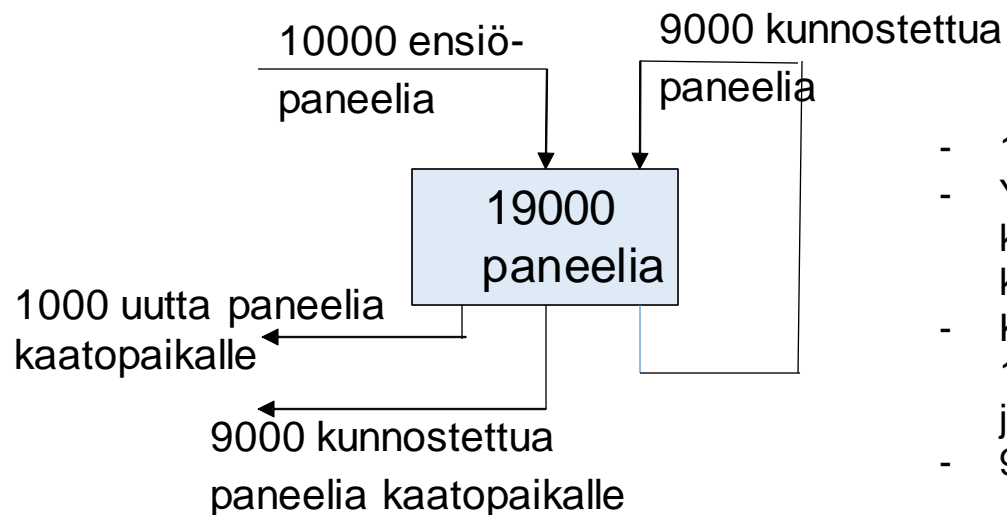 10000 ensiö-
paneelia
9000 kunnostettua
paneelia
19000
paneelia
1000 uutta paneelia
kaatopaikalle
9000 kunnostettua
paneelia kaatopaikalle
-
-
-
-